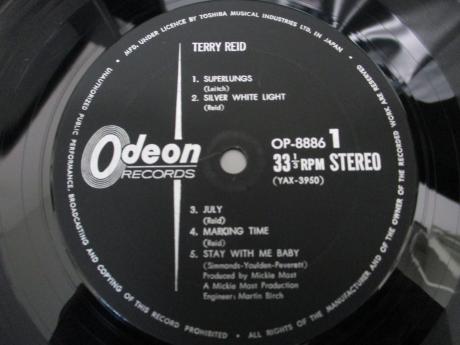 MFD. UNDER LICENCE BY TOSHIBA MUSICAL INDUSTRIES LTD. IN JAPAN
ALL RIGHTS OF THE MANUFACTURER AND OF THE OWNER OF THE RECORDED WORK ARE RESERVED
UNAUTHORIZED PUBLIC PERFORMANCE, BROADCASTING AND COPYING OF THIS RECORD PROHIBITED
TERRY REID
1. SUPERLUNGS
(Leitch)
2. SILVER WHITE LIGHT
(Reid)
Odeon
RECORDS
OP-8886 1
33 1/3 RPM STEREO
(YAX-3950)
3. JULY
(Reid)
4. MARKING TIME
(Reid)
5. STAY WITH ME BABY
(Simmonds-Youlden-Peverett)
Produced by Mickie Most
A Mickie Most Production
Engineer: Martin Birch